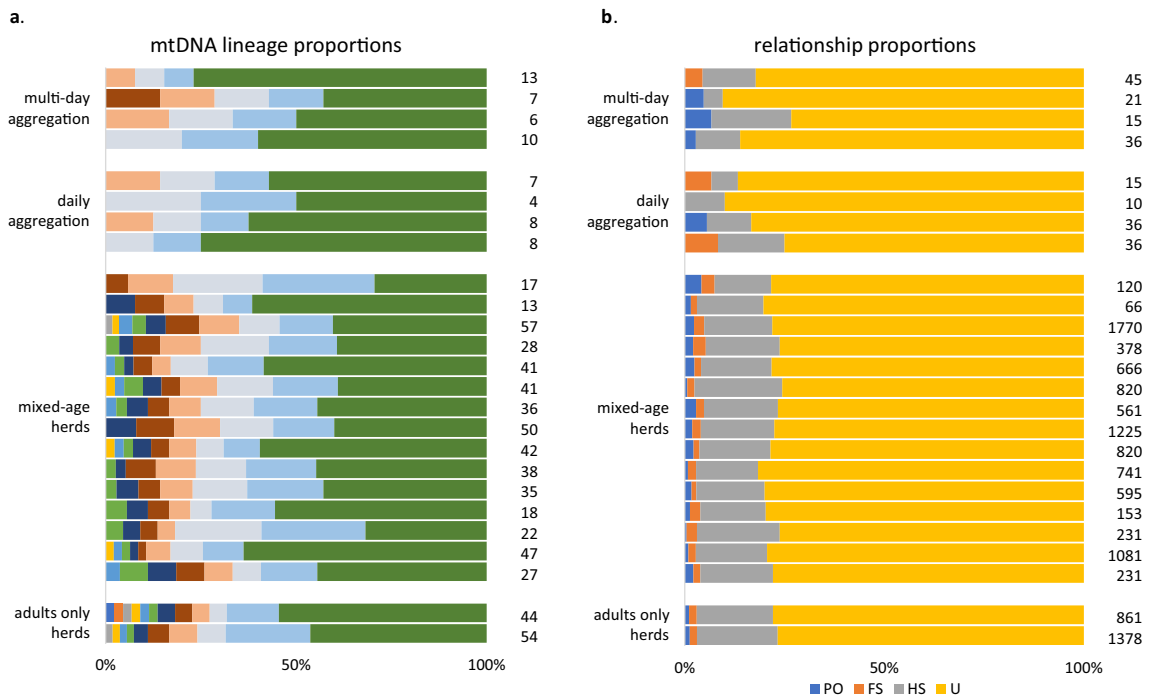 a.
mtDNA lineage proportions
multi-day
aggregation
13
7
6
10
daily
aggregation
7
4
8
8
mixed-age
herds
17
13
57
28
41
41
36
50
42
38
35
18
22
47
27
adults only
herds
44
54
0%
50%
100%
b.
relationship proportions
multi-day
aggregation
45
21
15
36
daily
aggregation
15
10
36
36
mixed-age
herds
120
66
1770
378
666
820
561
1225
820
741
595
153
231
1081
231
adults only
herds
861
1378
0%
50%
100%
PO FS HS U